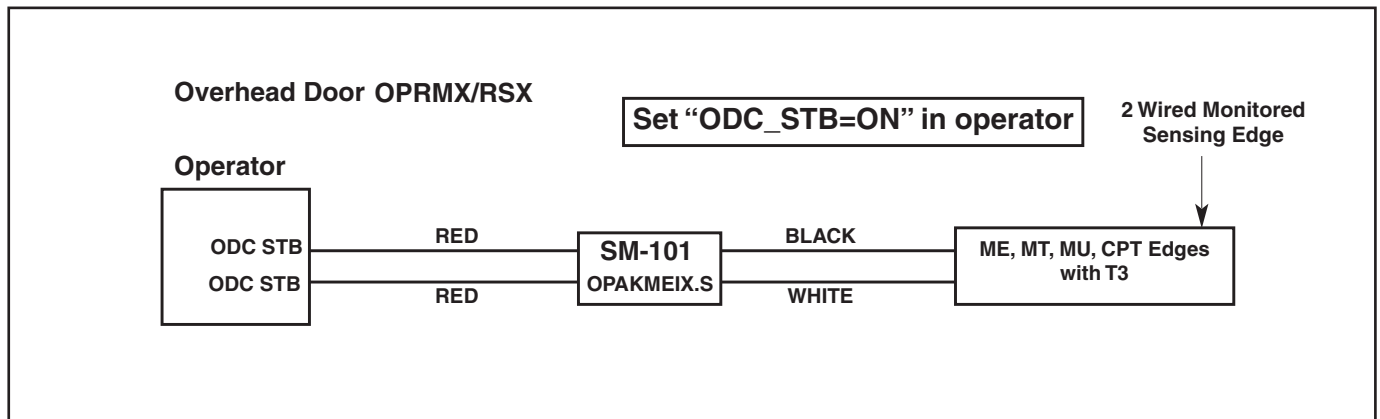 Overhead Door OPRMX/RSX
Set “ODC_STB=ON” in operator
2 Wired Monitored
Sensing Edge
Operator
ODC STB
ODC STB
RED
RED
SM-101
OPAKMEIX.S
BLACK
WHITE
ME, MT, MU, CPT Edges
with T3